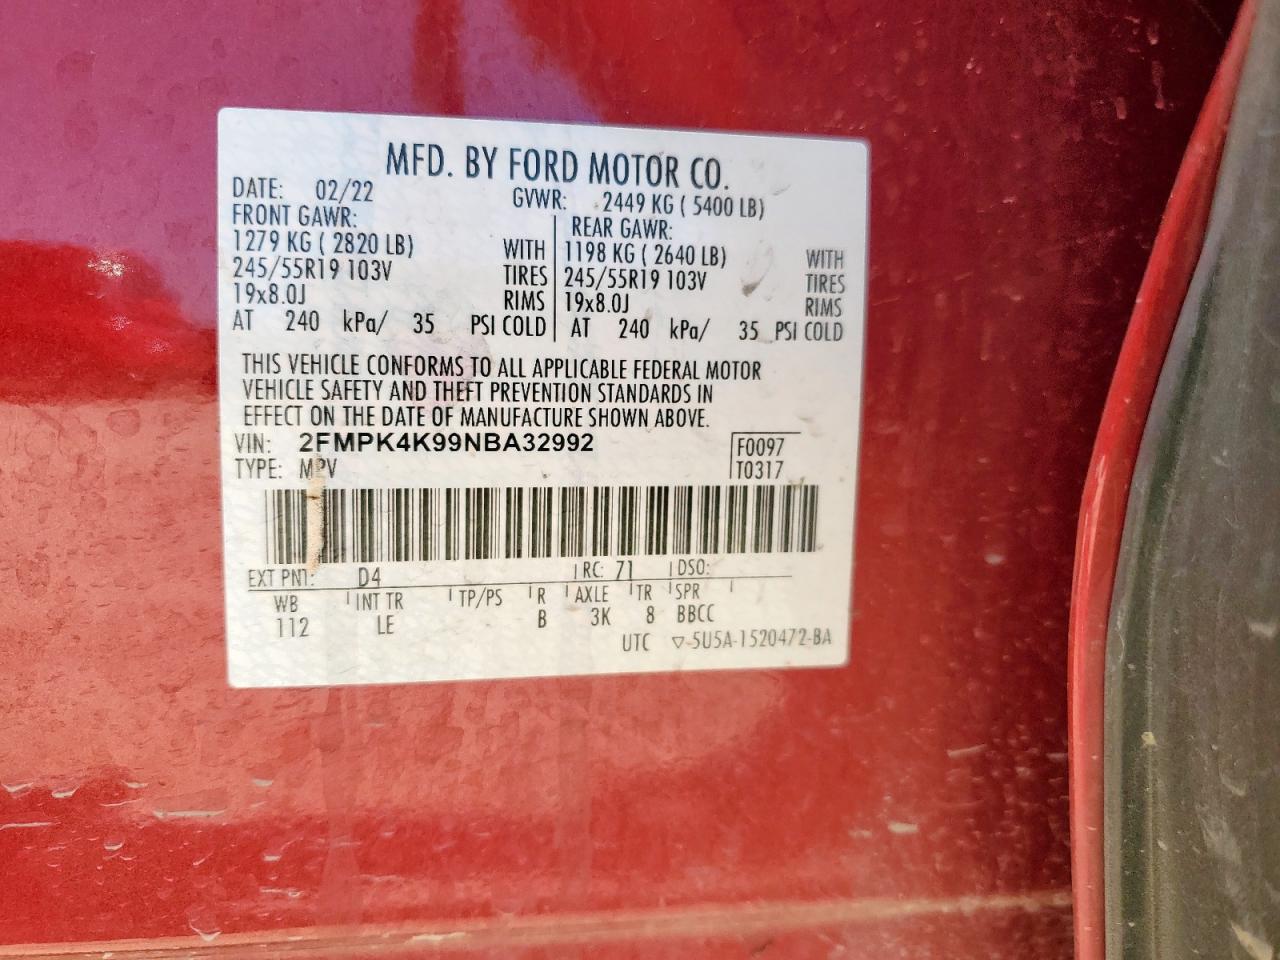 MFD. BY FORD MOTOR CO.
DATE: 02/22 GVWR: 2449 KG ( 5400 LB)
FRONT GAWR: REAR GAWR:
1279 KG ( 2820 LB) WITH 1198 KG ( 2640 LB) WITH
245/55R19 103V TIRES 245/55R19 103V TIRES
19x8.0J RIMS 19x8.0J RIMS
AT 240 kPa/ 35 PSI COLD AT 240 kPa/ 35 PSI COLD
THIS VEHICLE CONFORMS TO ALL APPLICABLE FEDERAL MOTOR
VEHICLE SAFETY AND THEFT PREVENTION STANDARDS IN
EFFECT ON THE DATE OF MANUFACTURE SHOWN ABOVE.
VIN: 2FMPK4K99NBA32992 F0097
TYPE: MPV T0317
EXT PNT: D4 RC: 71 DSO:
WB INT TR TP/PS R AXLE TR SPR
112 LE B 3K 8 BBCC
UTC ▽-5U5A-1520472-BA